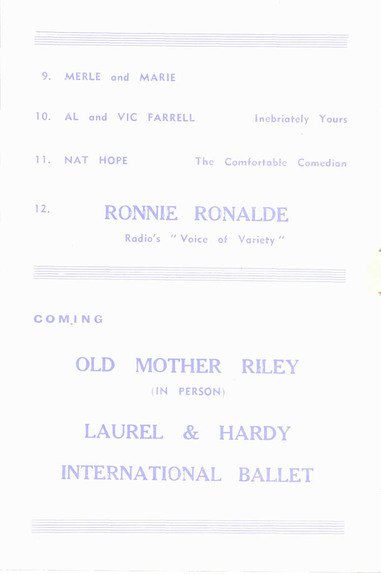 9. MERLE and MARIE
10. AL and VIC FARRELL Inebriately Yours
11. NAT HOPE The Comfortable Comedian
12. RONNIE RONALDE
Radio's "Voice of Variety"
COMING
OLD MOTHER RILEY
(IN PERSON)
LAUREL & HARDY
INTERNATIONAL BALLET